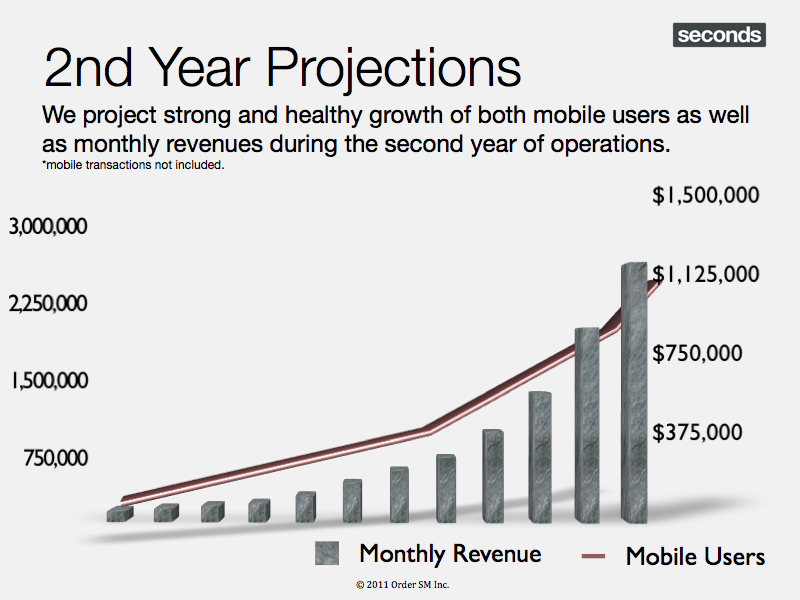 seconds
2nd Year Projections
We project strong and healthy growth of both mobile users as well
as monthly revenues during the second year of operations.
*mobile transactions not included.
$1,500,000
3,000,000
$1,125,000
2,250,000
$750,000
1,500,000
$375,000
750,000
Monthly Revenue
Mobile Users
© 2011 Order SM Inc.